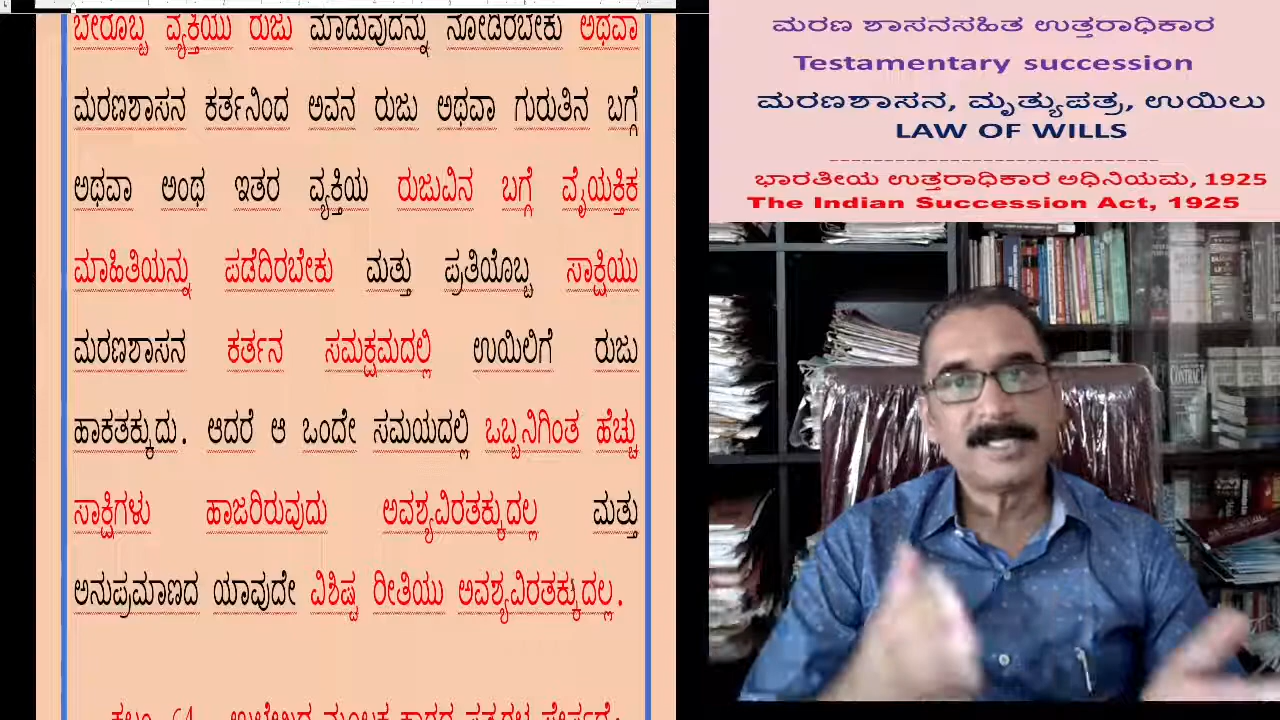 ಬೇರೊಬ್ಬ ವ್ಯಕ್ತಿಯು ರುಜು ಮಾಡುವುದನ್ನು ನೋಡಿರಬೇಕು ಅಥವಾ
ಮರಣಶಾಸನ ಕರ್ತನಿಂದ ಅವನ ರುಜು ಅಥವಾ ಗುರುತಿನ ಬಗ್ಗೆ
ಅಥವಾ ಅಂಥ ಇತರ ವ್ಯಕ್ತಿಯ ರುಜುವಿನ ಬಗ್ಗೆ ವೈಯಕ್ತಿಕ
ಮಾಹಿತಿಯನ್ನು ಪಡೆದಿರಬೇಕು ಮತ್ತು ಪ್ರತಿಯೊಬ್ಬ ಸಾಕ್ಷಿಯು
ಮರಣಶಾಸನ ಕರ್ತನ ಸಮಕ್ಷಮದಲ್ಲಿ ಉಯಿಲಿಗೆ ರುಜು
ಹಾಕತಕ್ಕುದು. ಆದರೆ ಆ ಒಂದೇ ಸಮಯದಲ್ಲಿ ಒಬ್ಬನಿಗಿಂತ ಹೆಚ್ಚು
ಸಾಕ್ಷಿಗಳು ಹಾಜರಿರುವುದು ಅವಶ್ಯವಿರತಕ್ಕುದಲ್ಲ ಮತ್ತು
ಅನುಪ್ರಮಾಣದ ಯಾವುದೇ ವಿಶಿಷ್ಟ ರೀತಿಯು ಅವಶ್ಯವಿರತಕ್ಕುದಲ್ಲ.
ಮರಣ ಶಾಸನಸಹಿತ ಉತ್ತರಾಧಿಕಾರ
Testamentary succession
ಮರಣಶಾಸನ, ಮೃತ್ಯುಪತ್ರ, ಉಯಿಲು
LAW OF WILLS
ಭಾರತೀಯ ಉತ್ತರಾಧಿಕಾರ ಅಧಿನಿಯಮ, 1925
The Indian Succession Act, 1925
CONTRACT